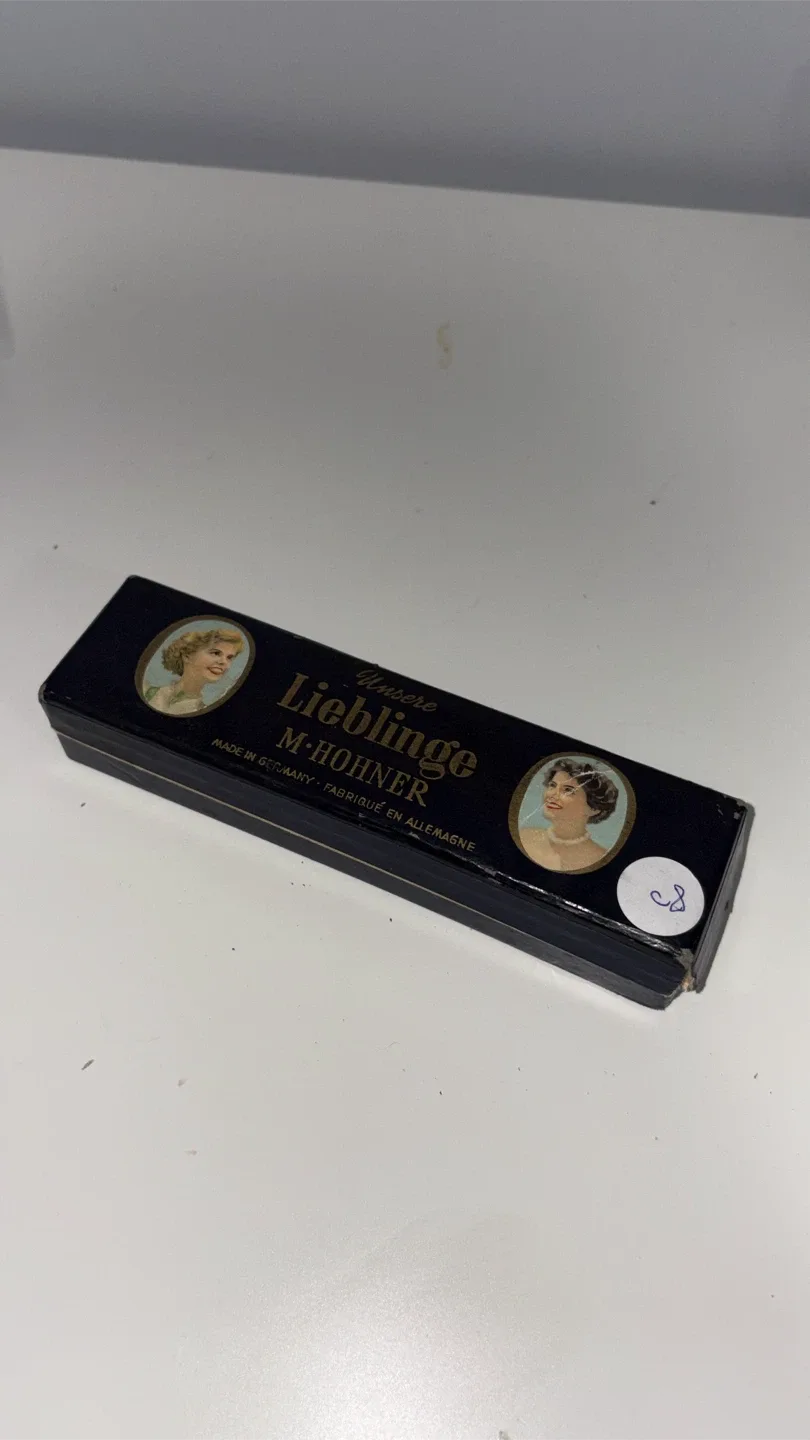 Unsere
Lieblinge
M·HOHNER
MADE IN GERMANY · FABRIQUÉ EN ALLEMAGNE
c8